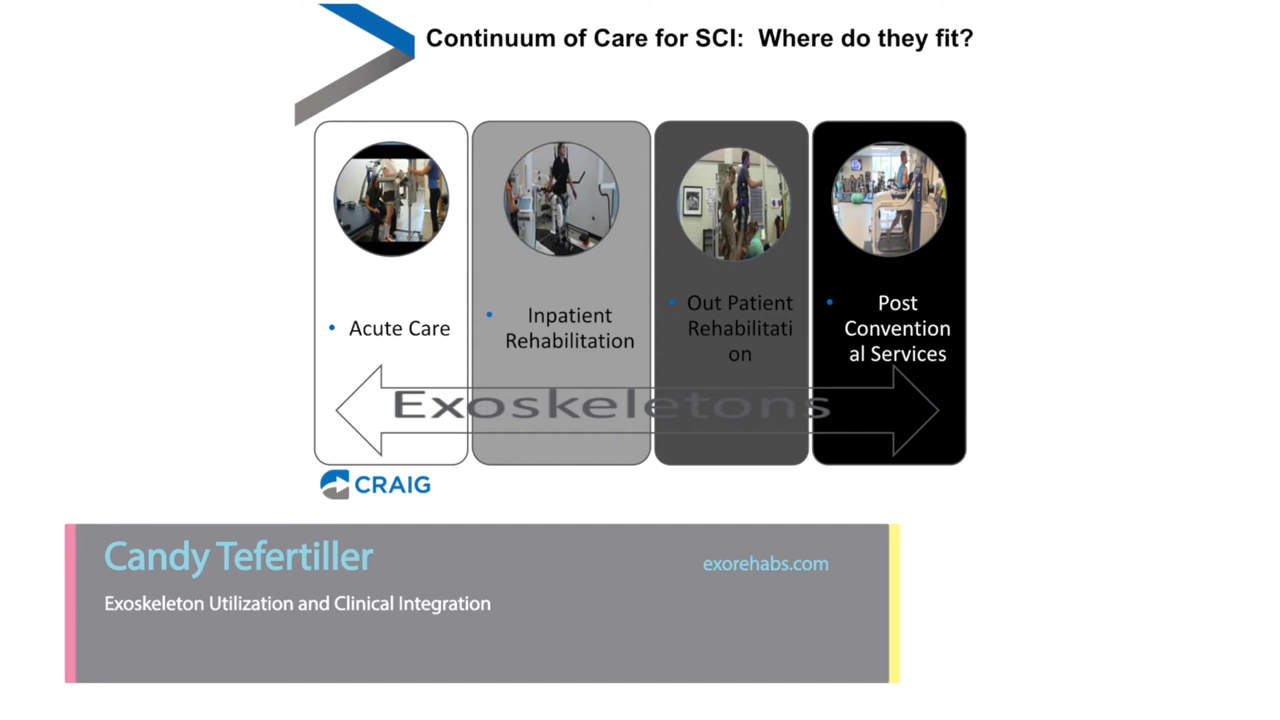 Continuum of Care for SCI:  Where do they fit?
• Acute Care
• Inpatient
Rehabilitation
• Out Patient
Rehabilitati
on
• Post
Convention
al Services
Exoskeletons
CRAIG
Candy Tefertiller
exorehabs.com
Exoskeleton Utilization and Clinical Integration